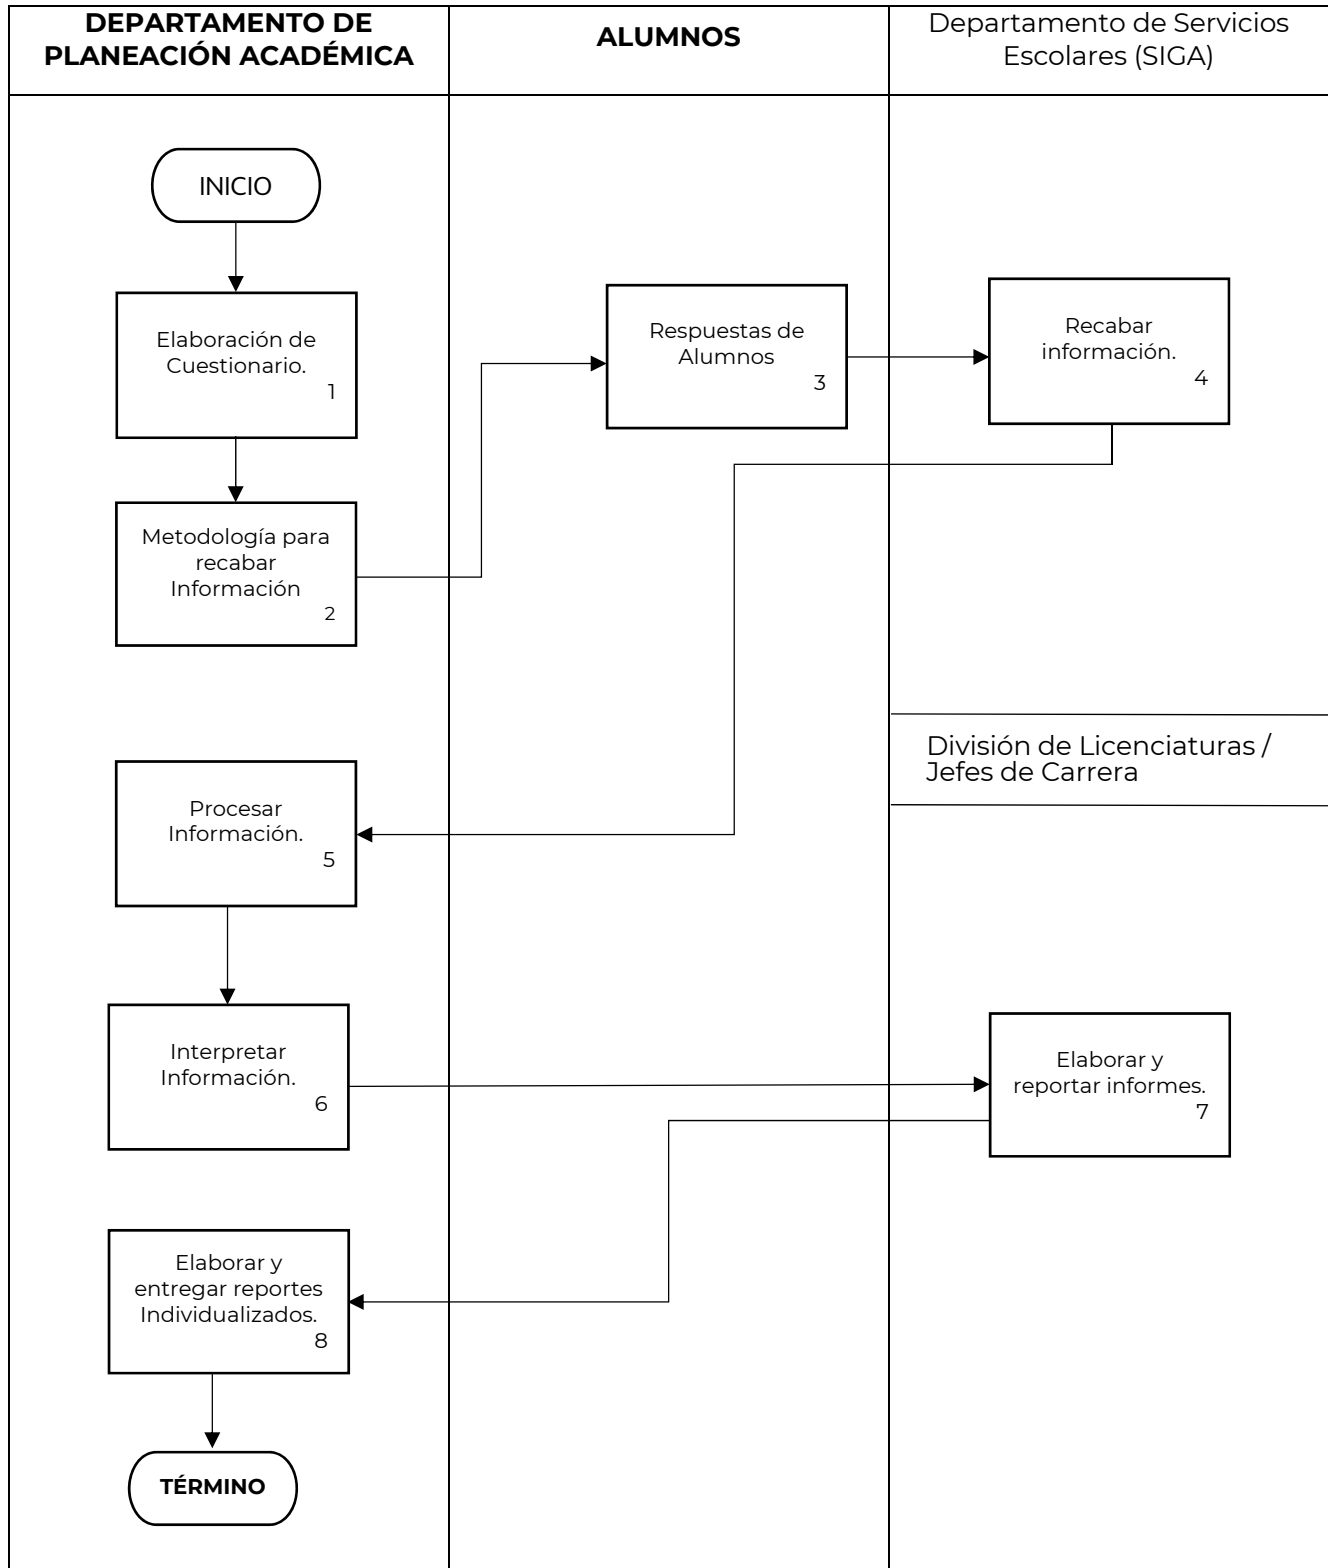 DEPARTAMENTO DE
PLANEACIÓN ACADÉMICA
ALUMNOS
Departamento de Servicios
Escolares (SIGA)
INICIO
Elaboración de
Cuestionario.
1
Metodología para
recabar
Información
2
Respuestas de
Alumnos
3
Recabar
información.
4
División de Licenciaturas /
Jefes de Carrera
Procesar
Información.
5
Interpretar
Información.
6
Elaborar y
reportar informes.
7
Elaborar y
entregar reportes
Individualizados.
8
TÉRMINO